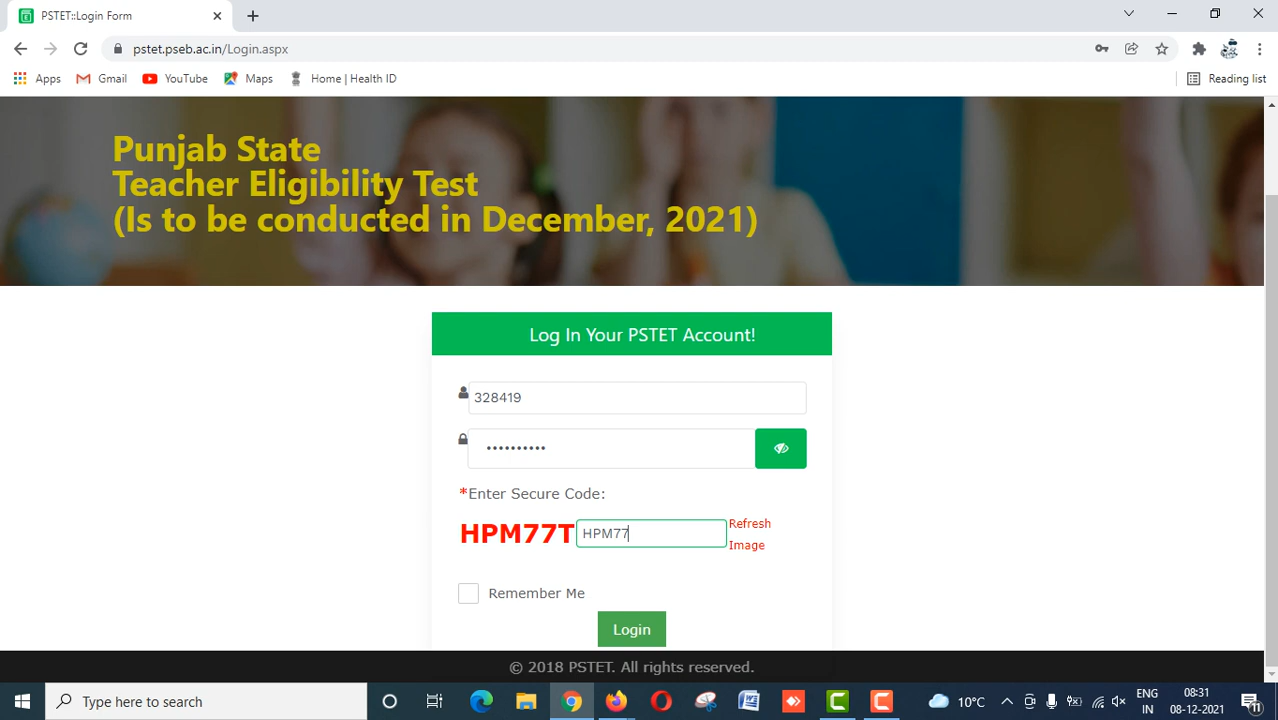 PSTET::Login Form
pstet.pseb.ac.in/Login.aspx
Apps Gmail YouTube Maps Home | Health ID Reading list
Punjab State
Teacher Eligibility Test
(Is to be conducted in December, 2021)
Log In Your PSTET Account!
328419
••••••••••
*Enter Secure Code:
HPM77T HPM77 Refresh
Image
Remember Me
Login
© 2018 PSTET. All rights reserved.
Type here to search
10°C
ENG
IN
08:31
08-12-2021
11